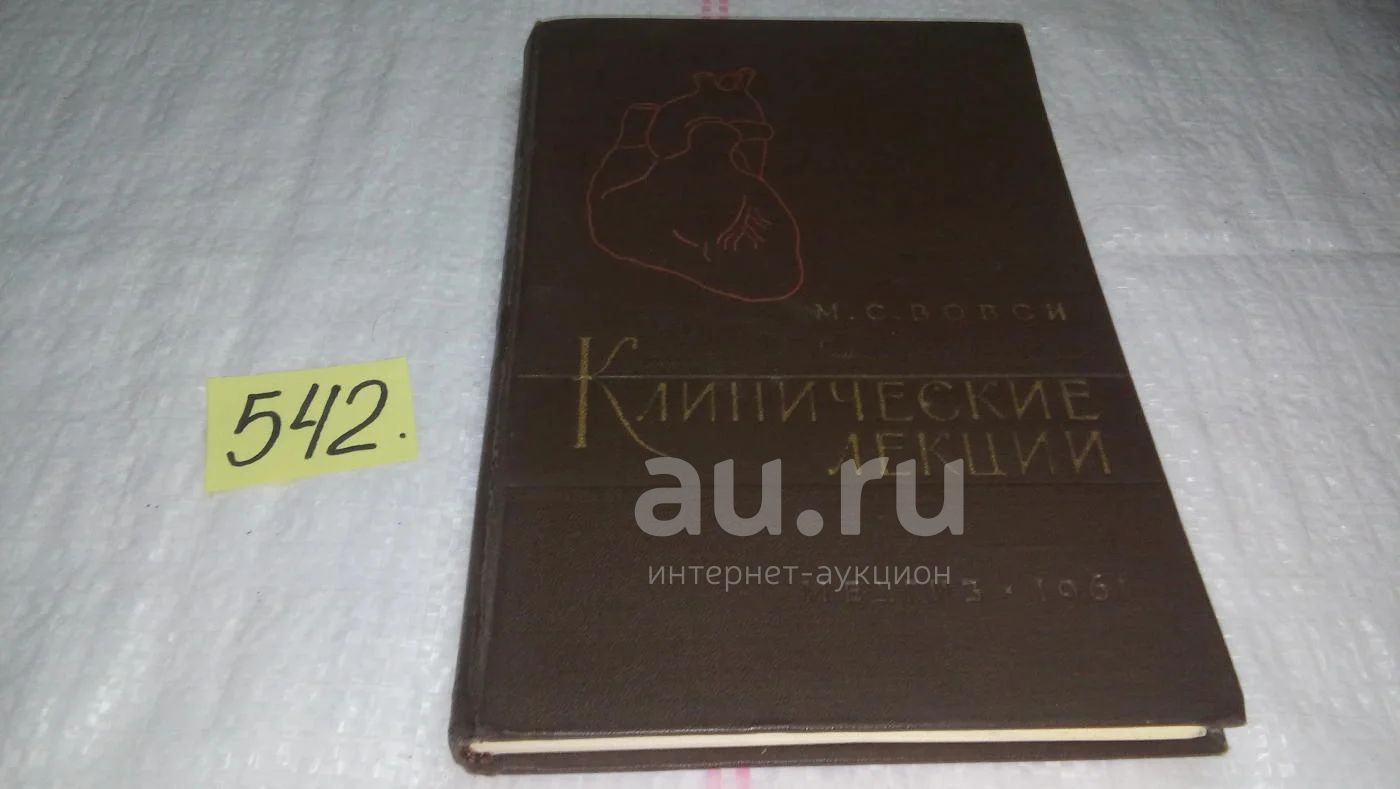 М. С. ВОВСИ
КЛИНИЧЕСКИЕ
ЛЕКЦИИ
542.
au.ru
интернет-аукцион
МЕДГИЗ • 1961